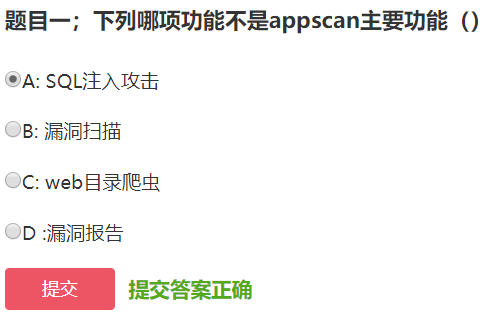 题目一；下列哪项功能不是appscan主要功能（）
A: SQL注入攻击
B: 漏洞扫描
C: web目录爬虫
D :漏洞报告
提交 提交答案正确